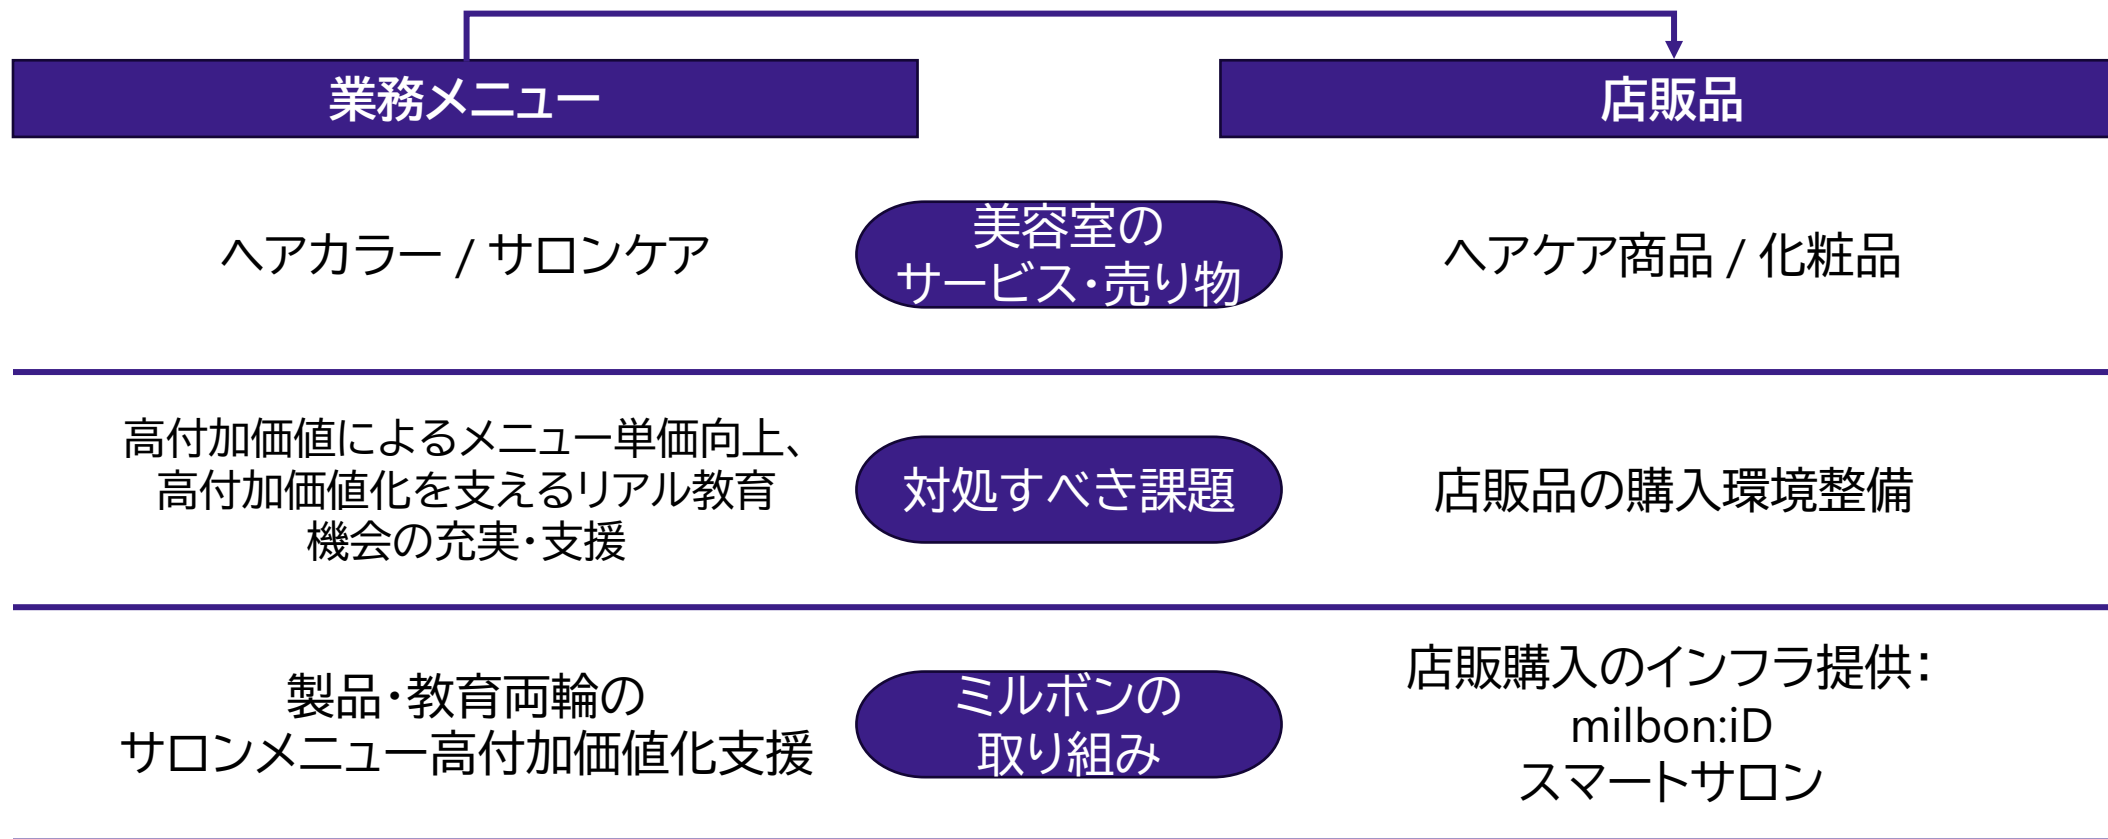 業務メニュー
店販品
ヘアカラー / サロンケア
美容室の
サービス・売り物
ヘアケア商品 / 化粧品
高付加価値によるメニュー単価向上、
高付加価値化を支えるリアル教育
機会の充実・支援
対処すべき課題
店販品の購入環境整備
製品・教育両輪の
サロンメニュー高付加価値化支援
ミルボンの
取り組み
店販購入のインフラ提供：
milbon:iD
スマートサロン